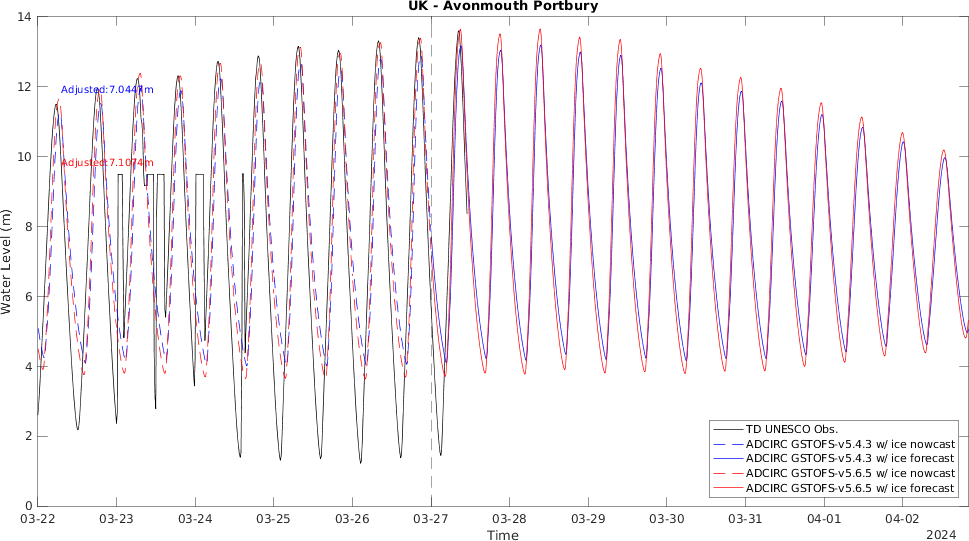 UK - Avonmouth Portbury
14
12
10
8
6
4
2
0
Water Level (m)
Adjusted:7.0447m
Adjusted:7.1074m
TD UNESCO Obs.
ADCIRC GSTOFS-v5.4.3 w/ ice nowcast
ADCIRC GSTOFS-v5.4.3 w/ ice forecast
ADCIRC GSTOFS-v5.6.5 w/ ice nowcast
ADCIRC GSTOFS-v5.6.5 w/ ice forecast
03-22 03-23 03-24 03-25 03-26 03-27 03-28 03-29 03-30 03-31 04-01 04-02
Time
2024